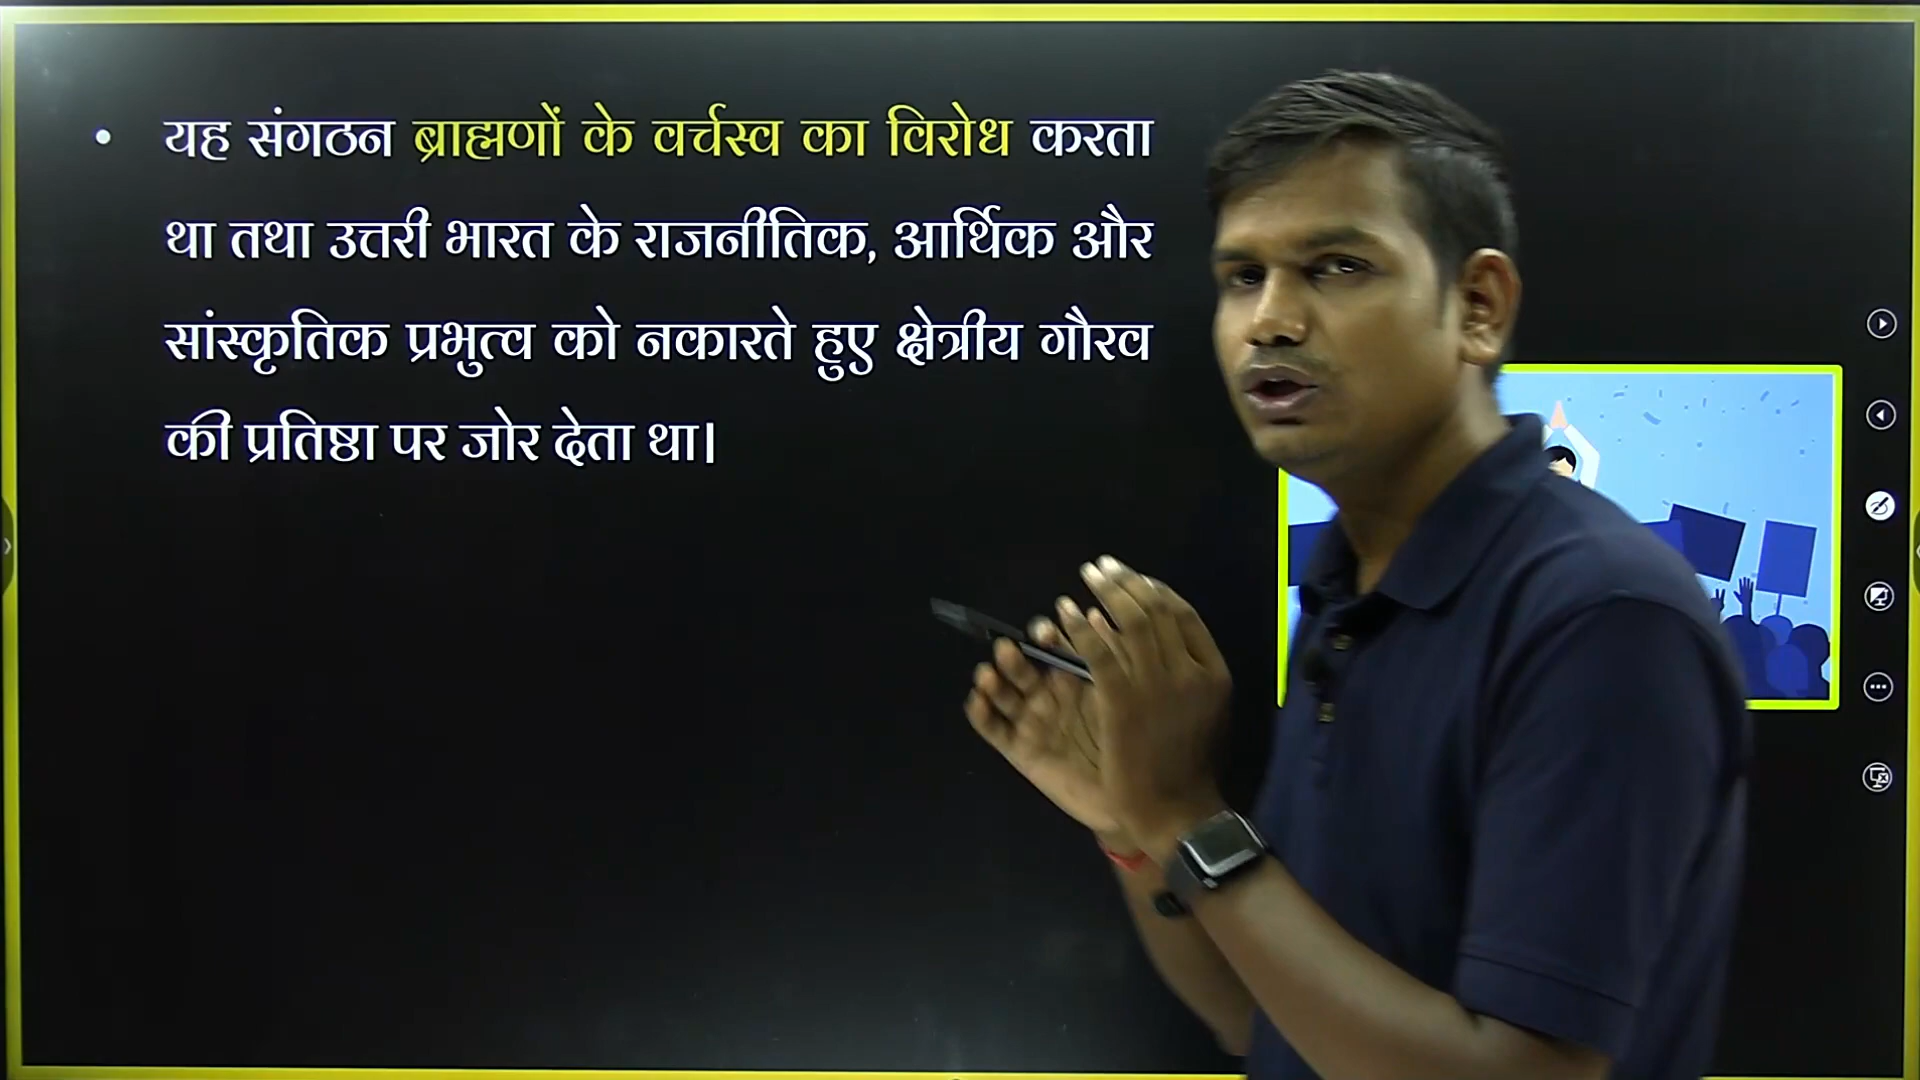 • यह संगठन ब्राह्मणों के वर्चस्व का विरोध करता
था तथा उत्तरी भारत के राजनीतिक, आर्थिक और
सांस्कृतिक प्रभुत्व को नकारते हुए क्षेत्रीय गौरव
की प्रतिष्ठा पर जोर देता था।